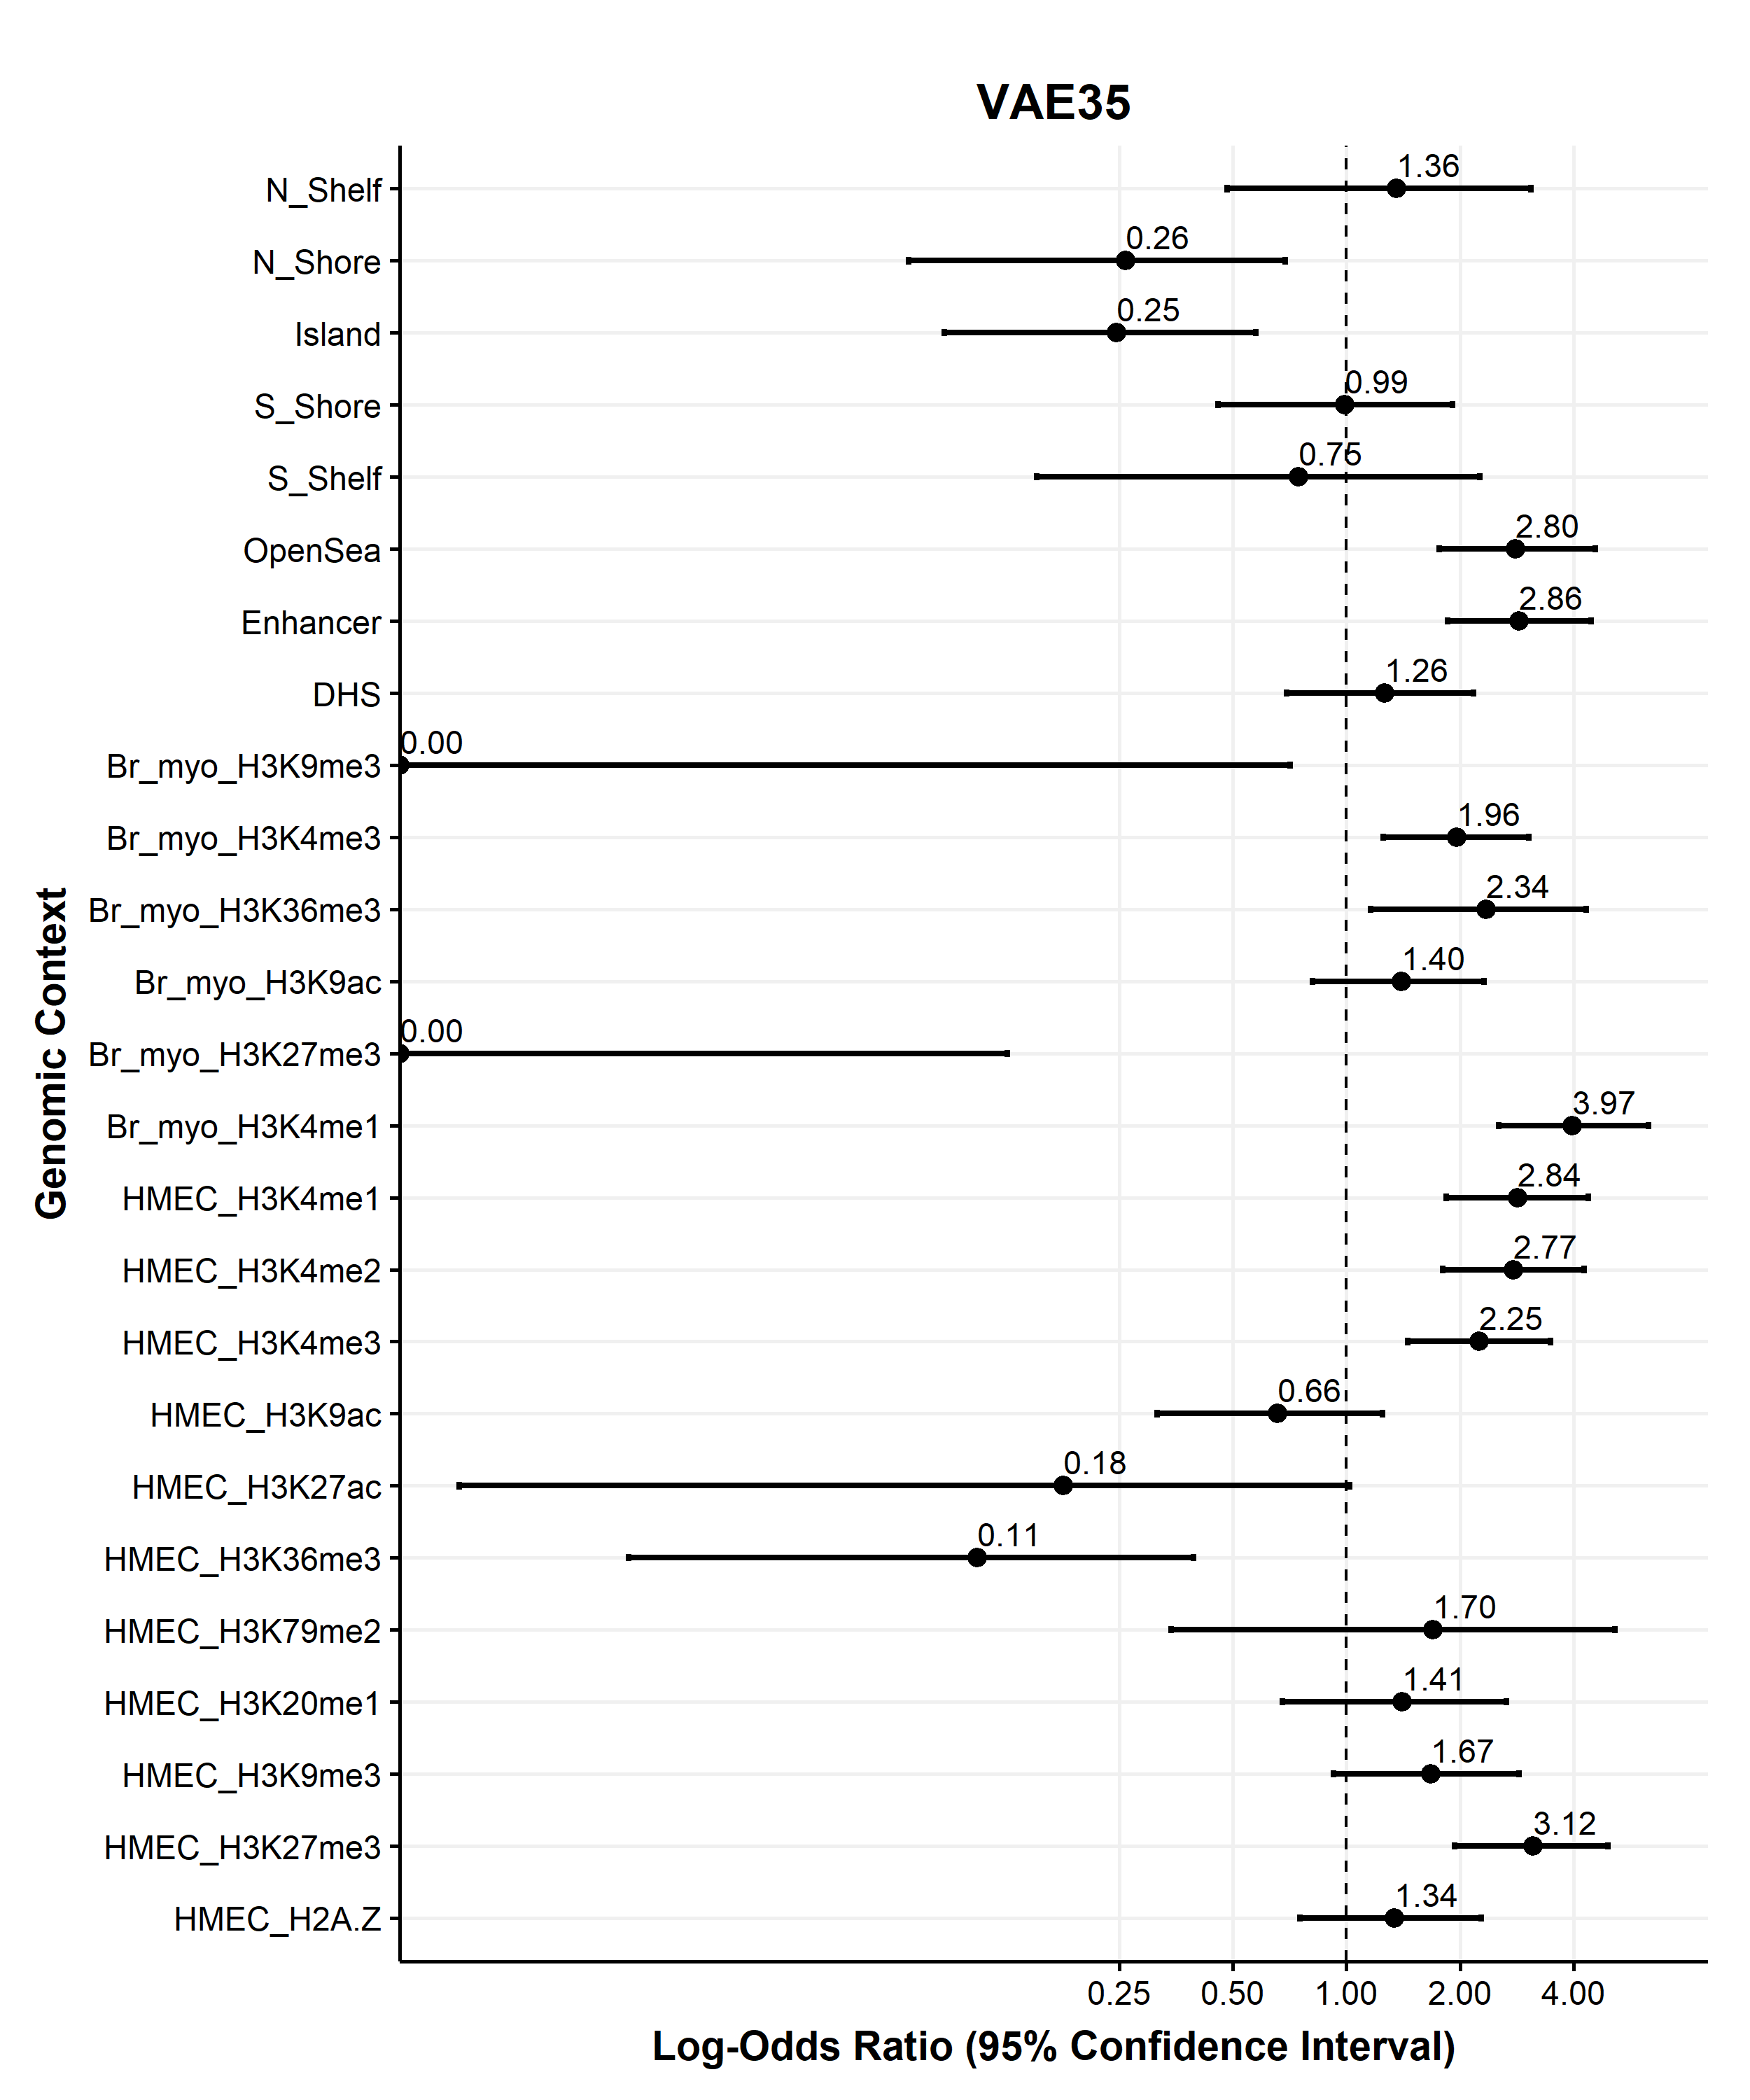 VAE35
N_Shelf
1.36
N_Shore
0.26
Island
0.25
S_Shore
0.99
S_Shelf
0.75
OpenSea
2.80
Enhancer
2.86
DHS
1.26
Br_myo_H3K9me3
0.00
Br_myo_H3K4me3
1.96
Br_myo_H3K36me3
2.34
Br_myo_H3K9ac
1.40
Br_myo_H3K27me3
0.00
Br_myo_H3K4me1
3.97
HMEC_H3K4me1
2.84
HMEC_H3K4me2
2.77
HMEC_H3K4me3
2.25
HMEC_H3K9ac
0.66
HMEC_H3K27ac
0.18
HMEC_H3K36me3
0.11
HMEC_H3K79me2
1.70
HMEC_H3K20me1
1.41
HMEC_H3K9me3
1.67
HMEC_H3K27me3
3.12
HMEC_H2A.Z
1.34
Genomic Context
0.25 0.50 1.00 2.00 4.00
Log-Odds Ratio (95% Confidence Interval)